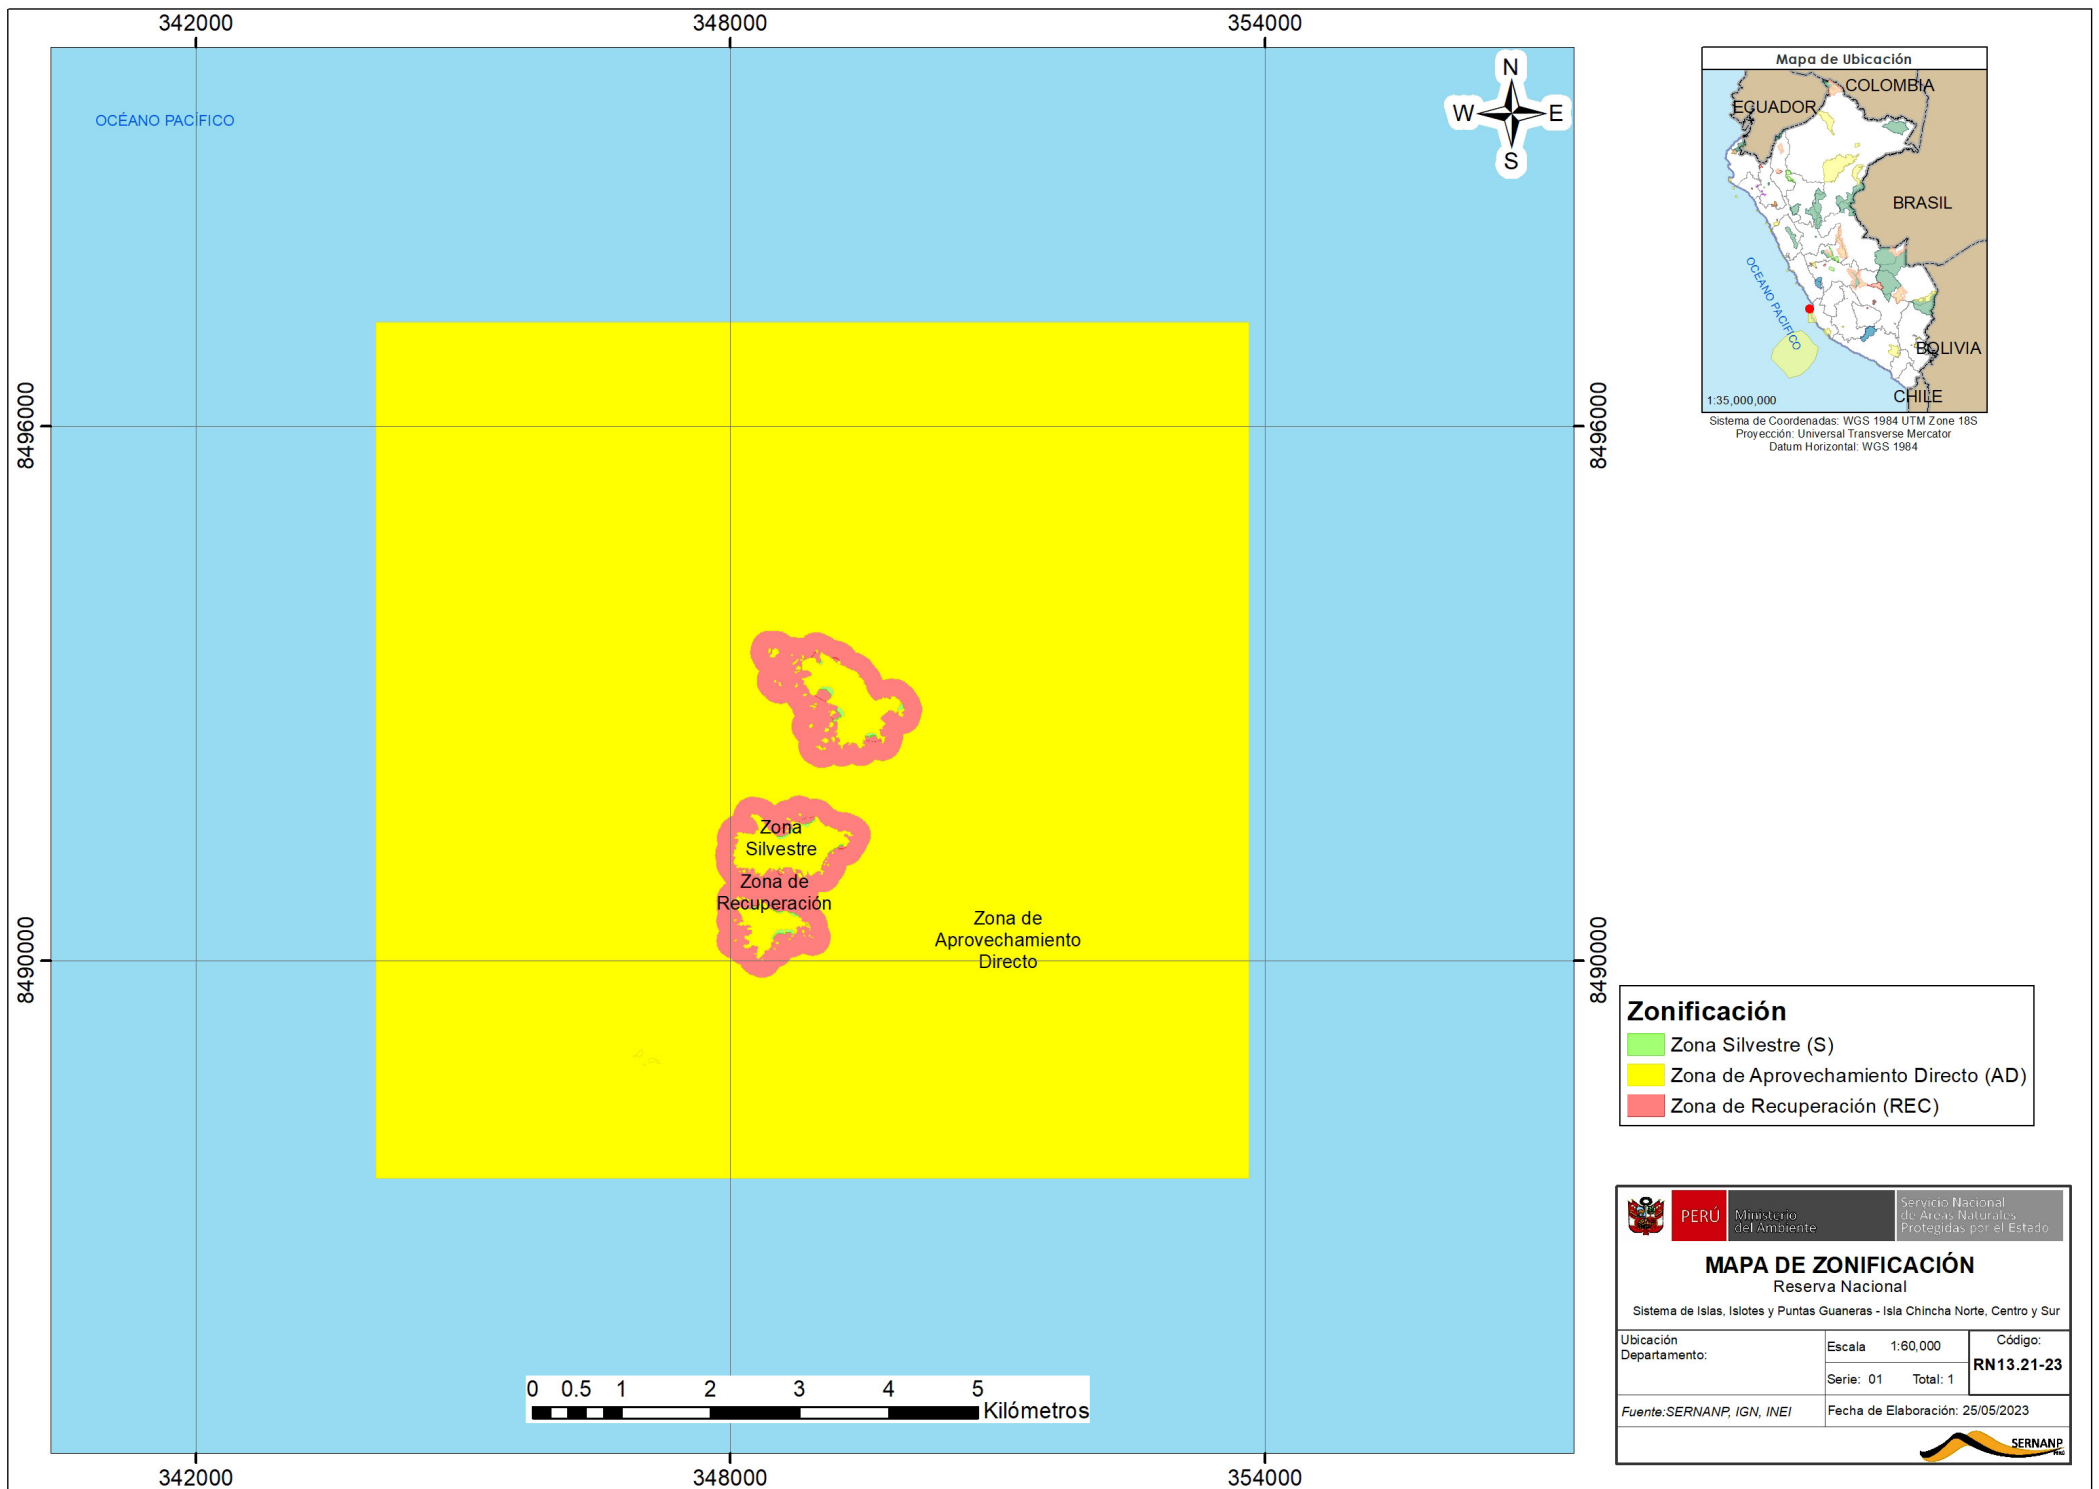 342000
348000
354000
OCÉANO PACÍFICO
N
W
E
S
8496000
8496000
8490000
8490000
Zona
Silvestre
Zona de
Recuperación
Zona de
Aprovechamiento
Directo
0 0.5 1 2 3 4 5
Kilómetros
342000
348000
354000
Mapa de Ubicación
COLOMBIA
ECUADOR
BRASIL
OCEANO PACIFICO
BOLIVIA
CHILE
1:35,000,000
Sistema de Coordenadas: WGS 1984 UTM Zone 18S
Proyección: Universal Transverse Mercator
Datum Horizontal: WGS 1984
Zonificación
Zona Silvestre (S)
Zona de Aprovechamiento Directo (AD)
Zona de Recuperación (REC)
PERÚ
Ministerio
del Ambiente
Servicio Nacional
de Áreas Naturales
Protegidas por el Estado
MAPA DE ZONIFICACIÓN
Reserva Nacional
Sistema de Islas, Islotes y Puntas Guaneras - Isla Chincha Norte, Centro y Sur
Ubicación
Departamento:
Escala 1:60,000
Código:
RN13.21-23
Serie: 01 Total: 1
Fuente:SERNANP, IGN, INEI
Fecha de Elaboración: 25/05/2023
SERNANP
PERÚ